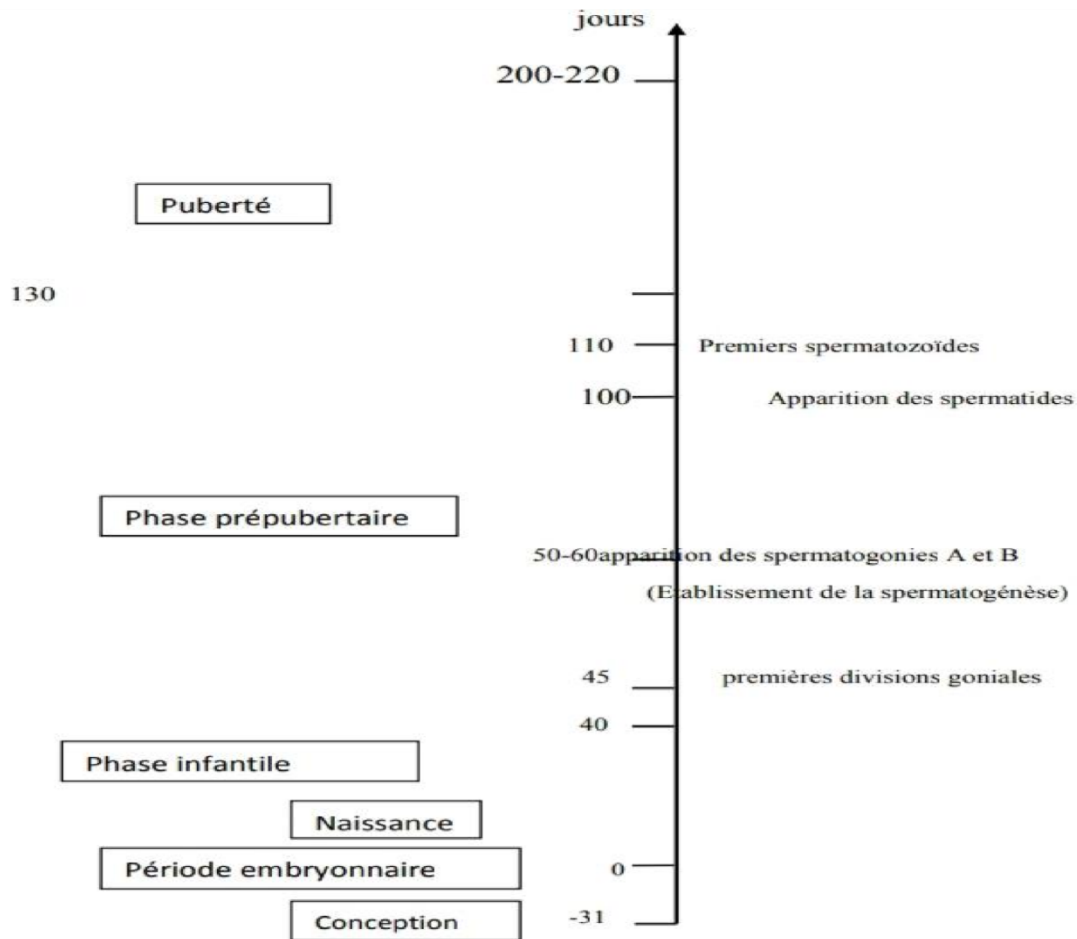 jours
200-220
Puberté
130
110 Premiers spermatozoïdes
100 Apparition des spermatides
Phase prépubertaire
50-60apparition des spermatogonies A et B
(Etablissement de la spermatogénèse)
45 premières divisions goniales
40
Phase infantile
Naissance
Période embryonnaire
0
Conception
-31